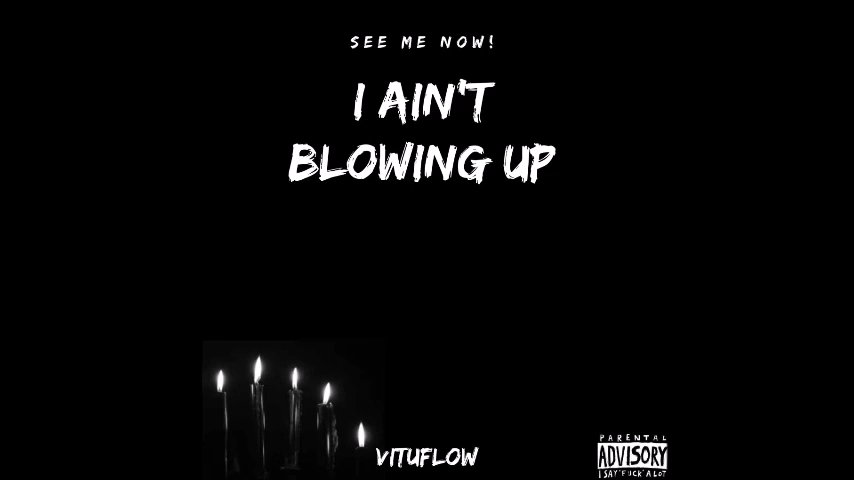 SEE ME NOW!
I AIN'T
BLOWING UP
VITUFLOW
PARENTAL
ADVISORY
I SAY "FUCK" A LOT